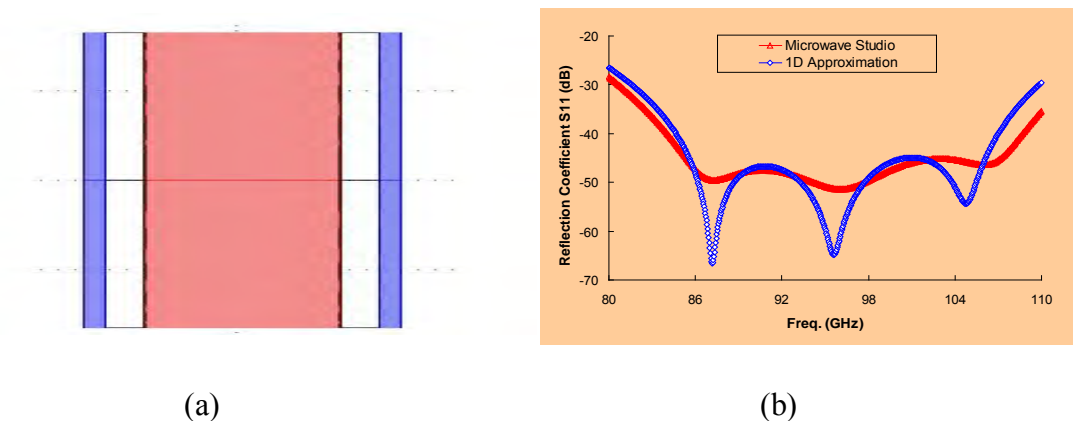 -20
-30
-40
-50
-60
-70
Reflection Coefficient S11 (dB)
Microwave Studio
1D Approximation
80 86 92 98 104 110
Freq. (GHz)
(a) (b)